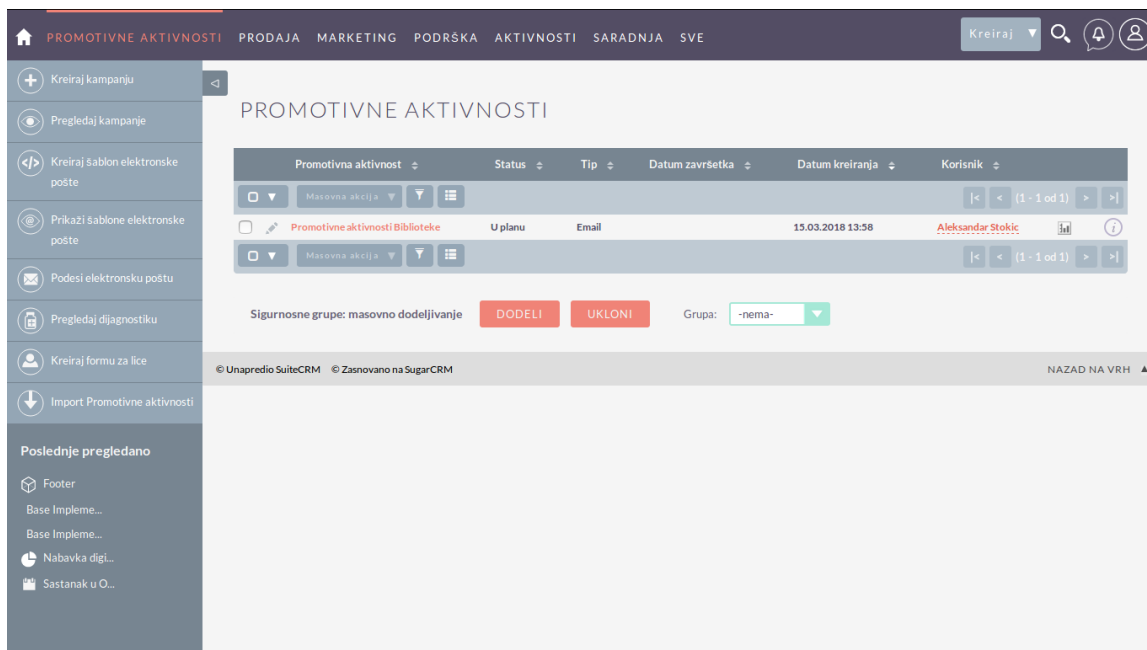 PROMOTIVNE AKTIVNOSTI PRODAJA MARKETING PODRŠKA AKTIVNOSTI SARADNJA SVE Kreiraj
Kreiraj kampanju
Pregledaj kampanje
Kreiraj šablon elektronske
pošte
Prikaži šablone elektronske
pošte
Podesi elektronsku poštu
Pregledaj dijagnostiku
Kreiraj formu za lice
Import Promotivne aktivnosti
Poslednje pregledano
Footer
Base Impleme...
Base Impleme...
Nabavka digi...
Sastanak u O...
PROMOTIVNE AKTIVNOSTI
Promotivna aktivnost Status Tip Datum završetka Datum kreiranja Korisnik
Masovna akcija (1 - 1 od 1)
Promotivne aktivnosti Biblioteke U planu Email 15.03.2018 13:58 Aleksandar Stokic
Masovna akcija (1 - 1 od 1)
Sigurnosne grupe: masovno dodeljivanje DODELI UKLONI Grupa: -nema-
© Unapredio SuiteCRM © Zasnovano na SugarCRM NAZAD NA VRH